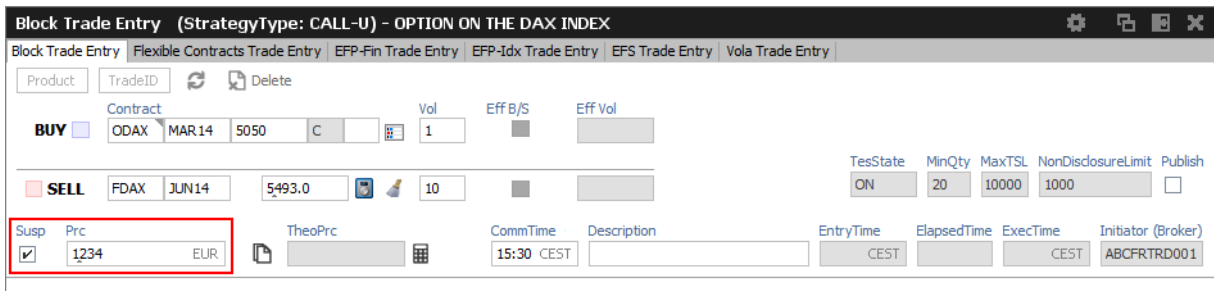 Block Trade Entry (StrategyType: CALL-U) - OPTION ON THE DAX INDEX
Block Trade Entry Flexible Contracts Trade Entry EFP-Fin Trade Entry EFP-Idx Trade Entry EFS Trade Entry Vola Trade Entry
Product TradeID Delete
Contract Vol Eff B/S Eff Vol
BUY ODAX MAR14 5050 C 1
TesState MinQty MaxTSL NonDisclosureLimit Publish
SELL FDAX JUN14 5493.0 10 ON 20 10000 1000
Susp Prc TheoPrc CommTime Description EntryTime ElapsedTime ExecTime Initiator (Broker)
1234 EUR 15:30 CEST CEST CEST ABCFRTRD001